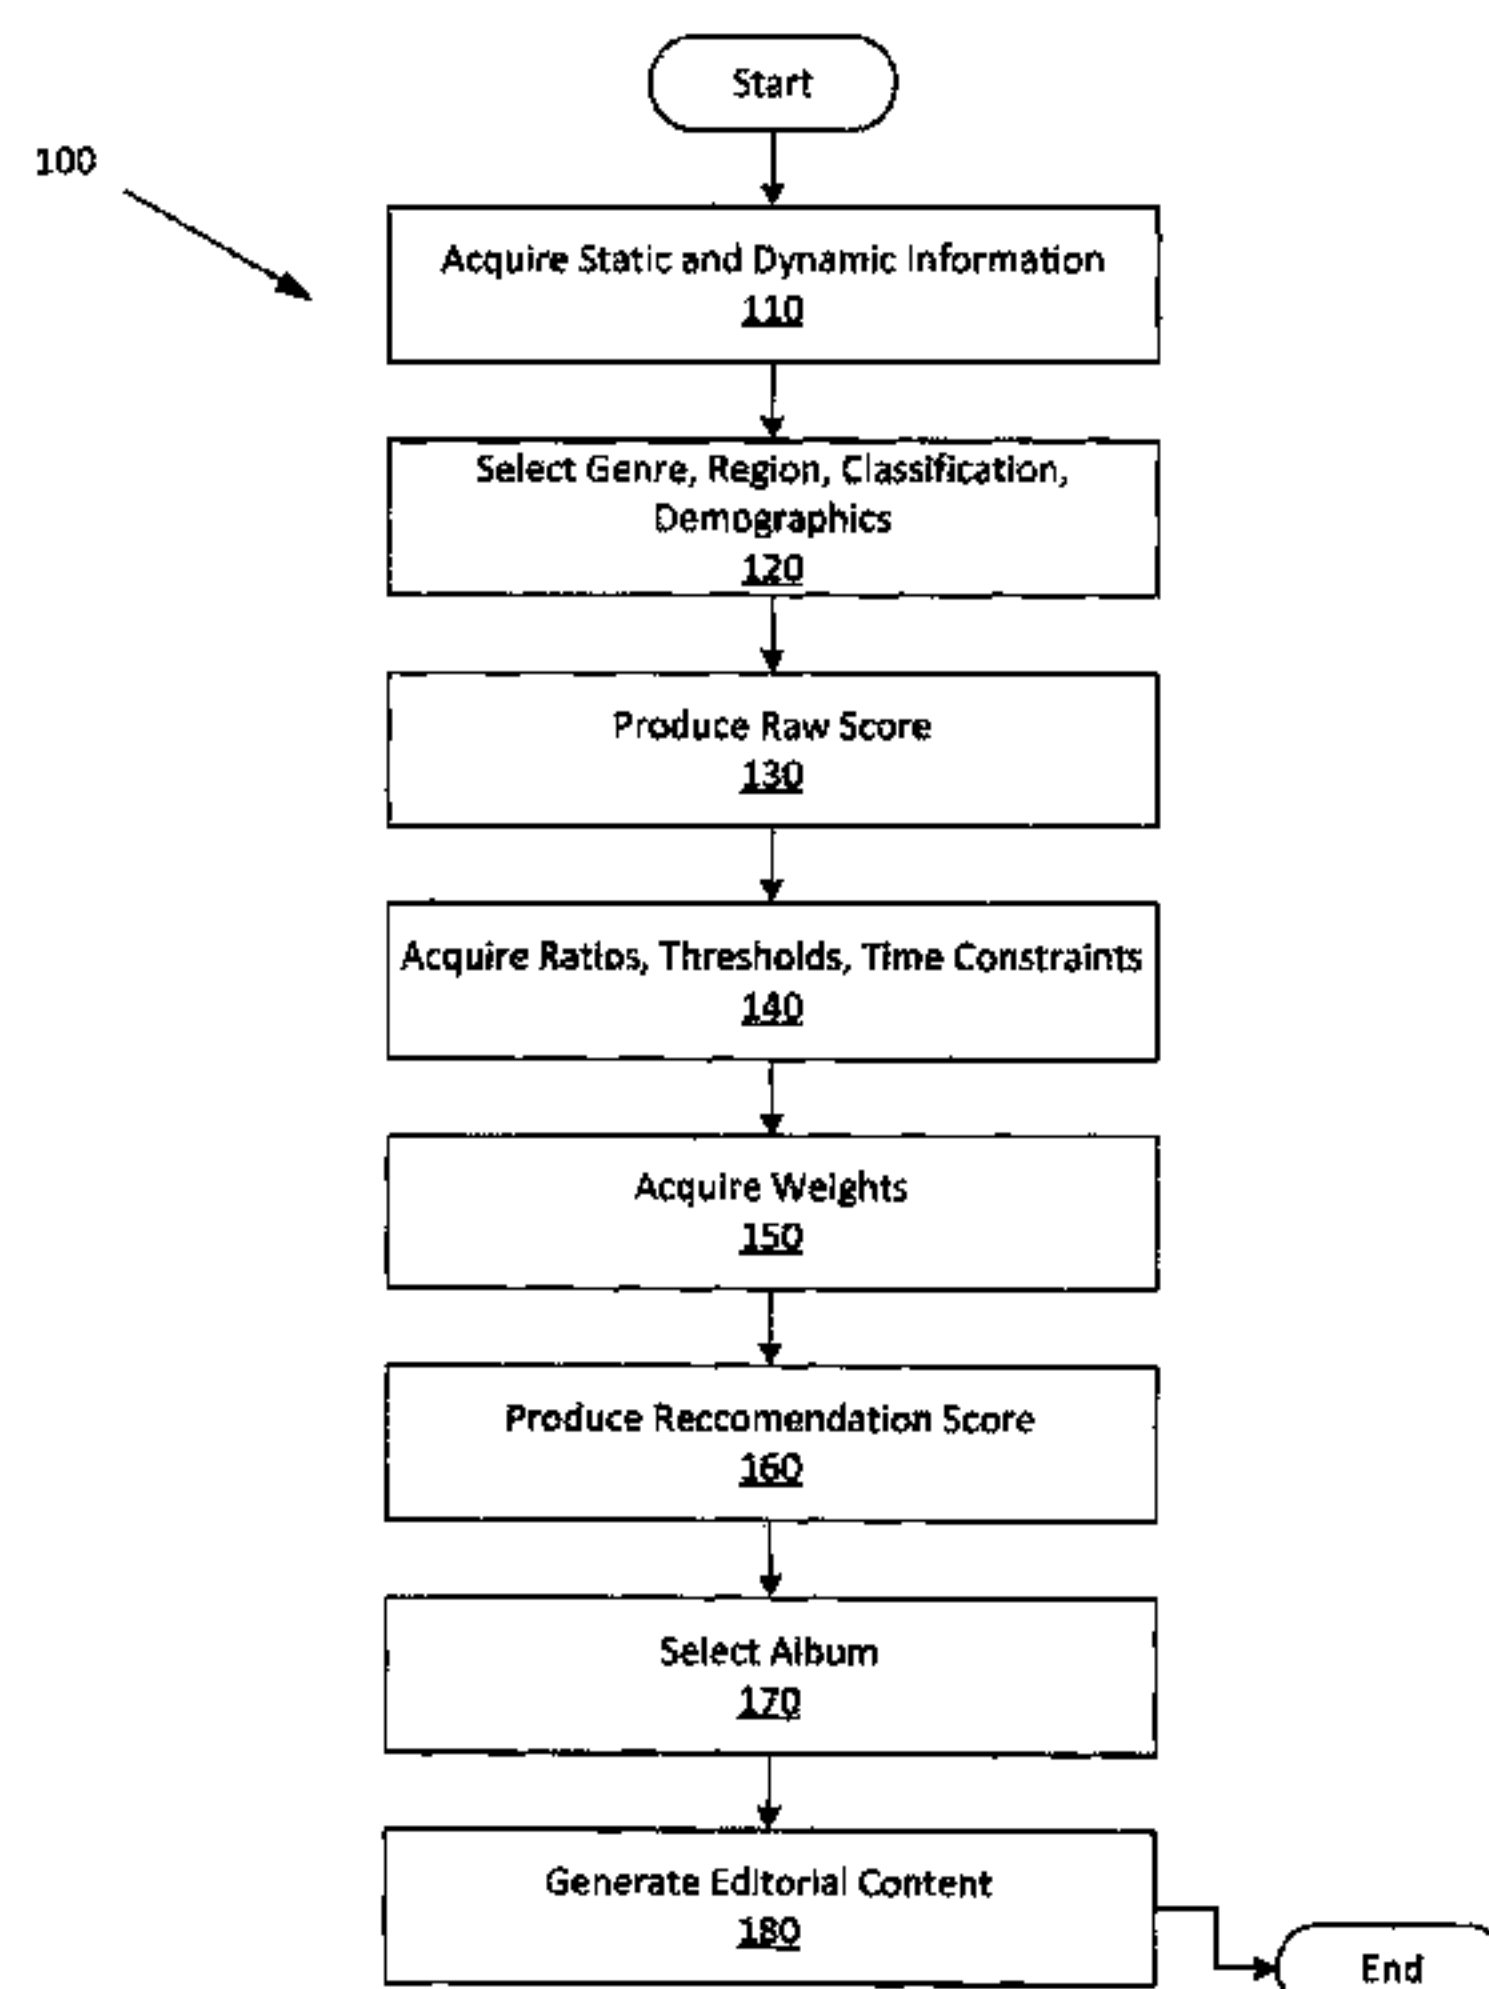 Start
100
Acquire Static and Dynamic Information
110
Select Genre, Region, Classification,
Demographics
120
Produce Raw Score
130
Acquire Ratios, Thresholds, Time Constraints
140
Acquire Weights
150
Produce Reccomendation Score
160
Select Album
170
Generate Editorial Content
180
End